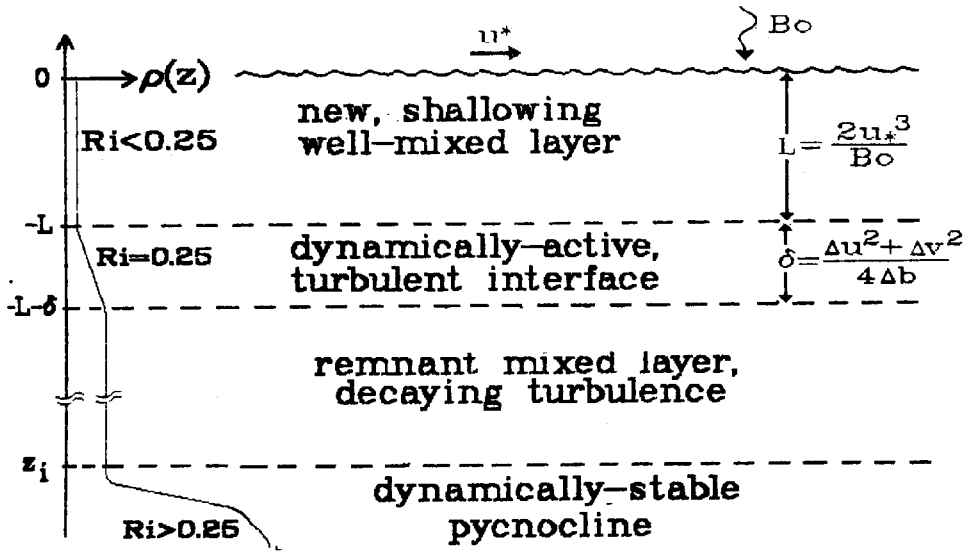 u*
Bo
0
ρ(z)
new, shallowing
well-mixed layer
Ri<0.25
L = 2u*³ / Bo
-L
dynamically-active,
turbulent interface
Ri=0.25
δ = Δu² + Δv² / 4Δb
-L-δ
remnant mixed layer,
decaying turbulence
zi
dynamically-stable
pycnocline
Ri>0.25